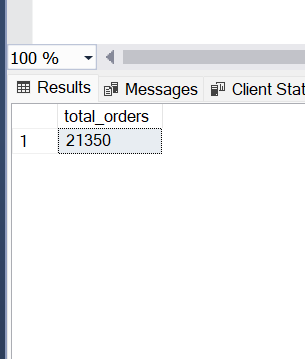 100 %
Results Messages Client Stat
total_orders
1 21350